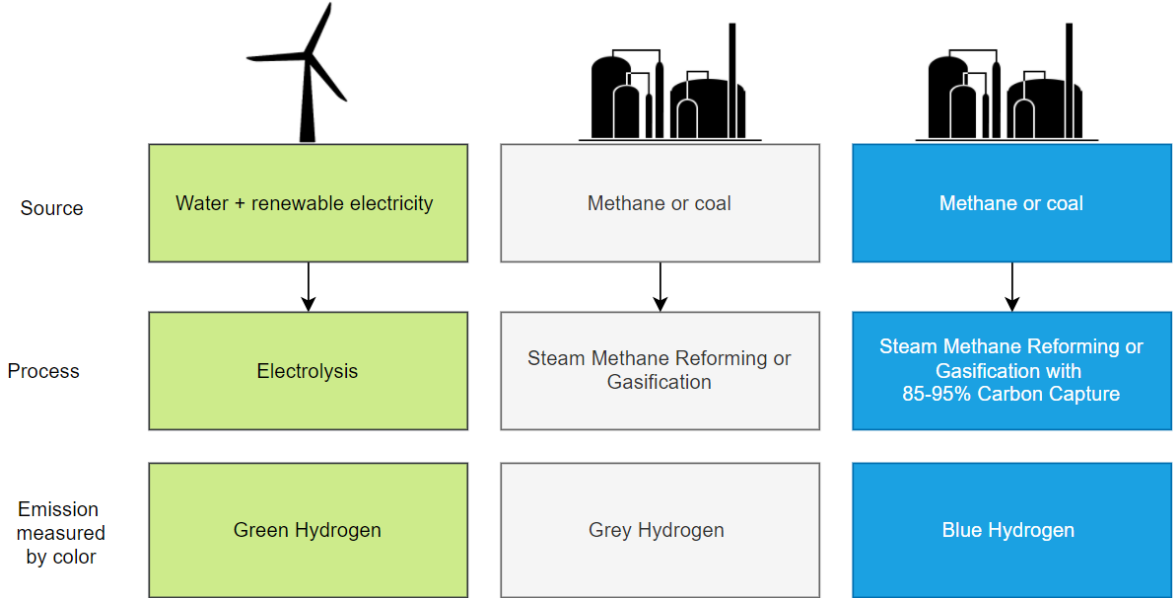 Source
Water + renewable electricity
Methane or coal
Methane or coal
Process
Electrolysis
Steam Methane Reforming or
Gasification
Steam Methane Reforming or
Gasification with
85-95% Carbon Capture
Emission
measured
by color
Green Hydrogen
Grey Hydrogen
Blue Hydrogen